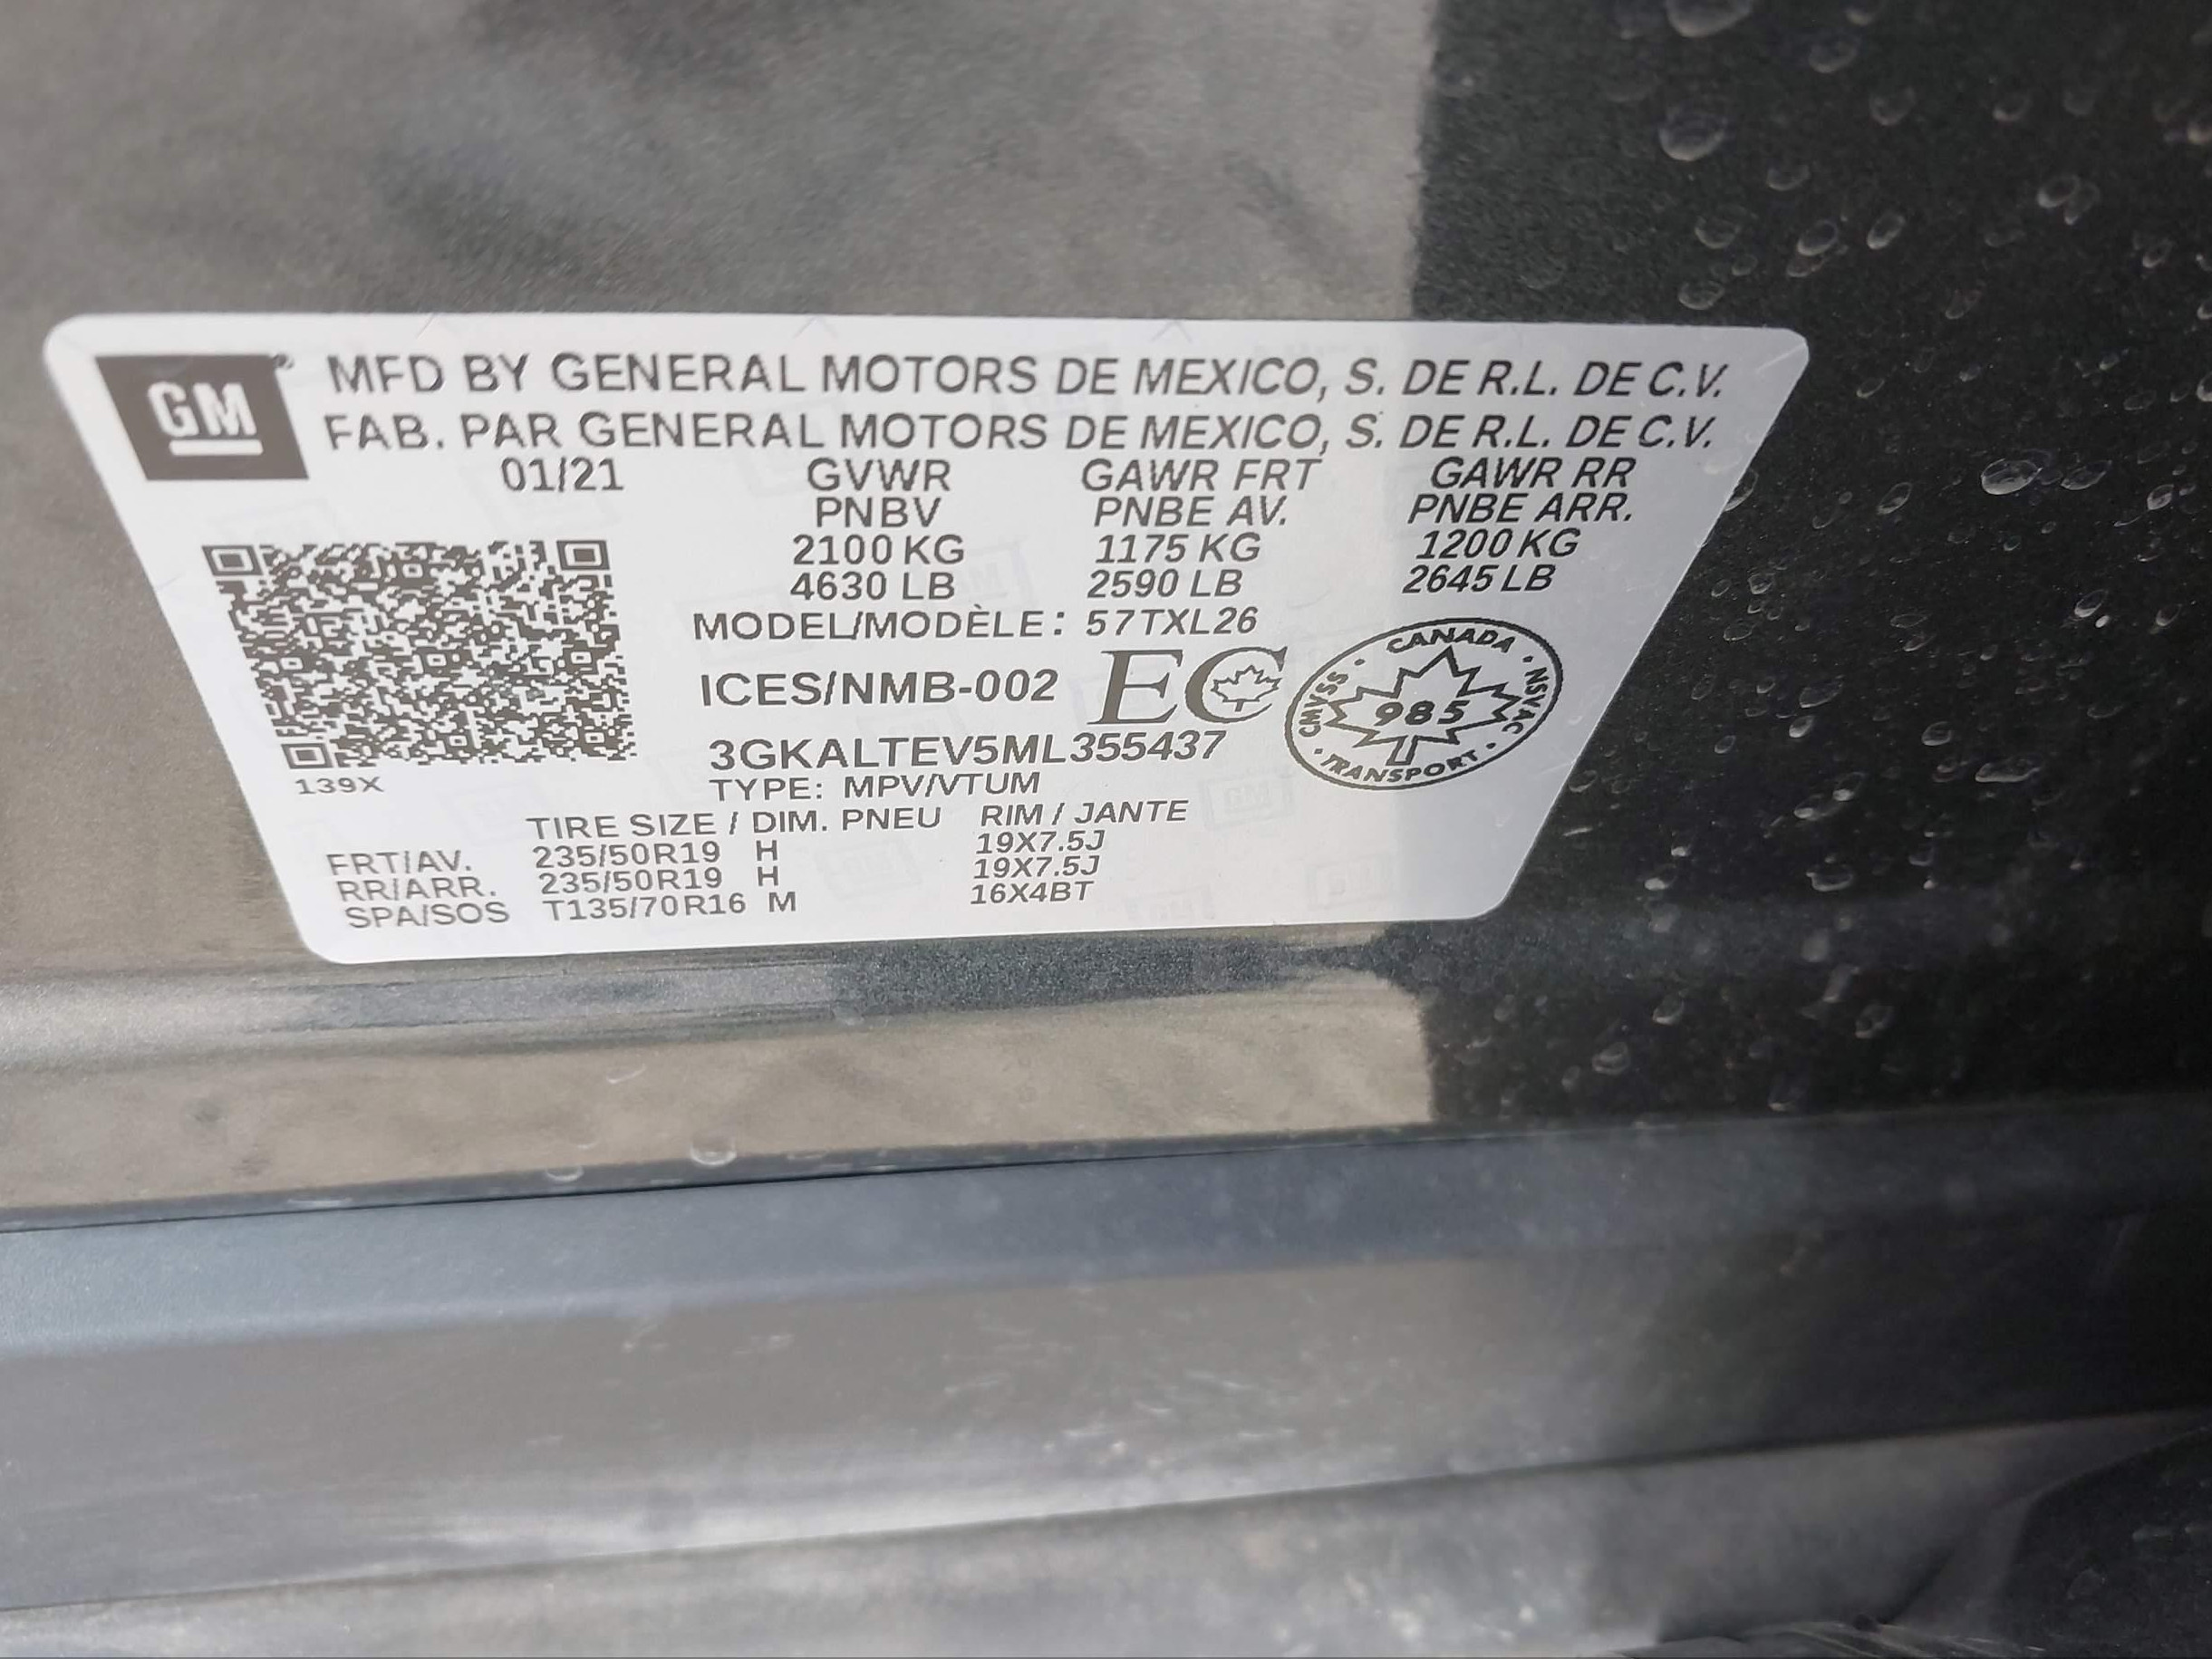 GM®
MFD BY GENERAL MOTORS DE MEXICO, S. DE R.L. DE C.V.
FAB. PAR GENERAL MOTORS DE MEXICO, S. DE R.L. DE C.V.
01/21 GVWR GAWR FRT GAWR RR
PNBV PNBE AV. PNBE ARR.
2100 KG 1175 KG 1200 KG
4630 LB 2590 LB 2645 LB
MODEL/MODÈLE: 57TXL26
ICES/NMB-002 EC
CANADA · NSVAC · TRANSPORT · CMVSS ·
985
3GKALTEV5ML355437
139X
TYPE: MPV/VTUM
TIRE SIZE / DIM. PNEU RIM / JANTE
FRT/AV. 235/50R19 H 19X7.5J
RR/ARR. 235/50R19 H 19X7.5J
SPA/SOS T135/70R16 M 16X4BT